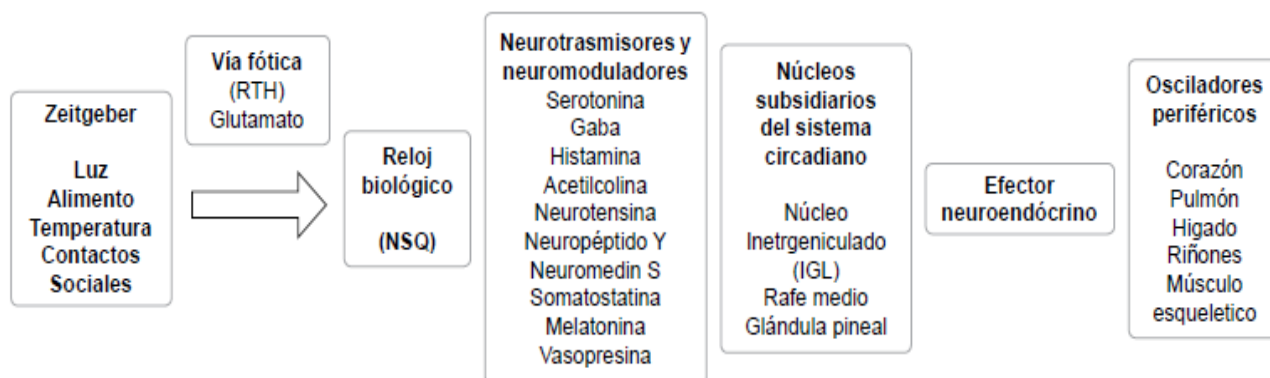 Zeitgeber
Luz
Alimento
Temperatura
Contactos
Sociales
Vía fótica
(RTH)
Glutamato
Reloj
biológico
(NSQ)
Neurotrasmisores y
neuromoduladores
Serotonina
Gaba
Histamina
Acetilcolina
Neurotensina
Neuropéptido Y
Neuromedin S
Somatostatina
Melatonina
Vasopresina
Núcleos
subsidiarios
del sistema
circadiano
Núcleo
Inetrgeniculado
(IGL)
Rafe medio
Glándula pineal
Efector
neuroendócrino
Osciladores
periféricos
Corazón
Pulmón
Higado
Riñones
Músculo
esqueletico